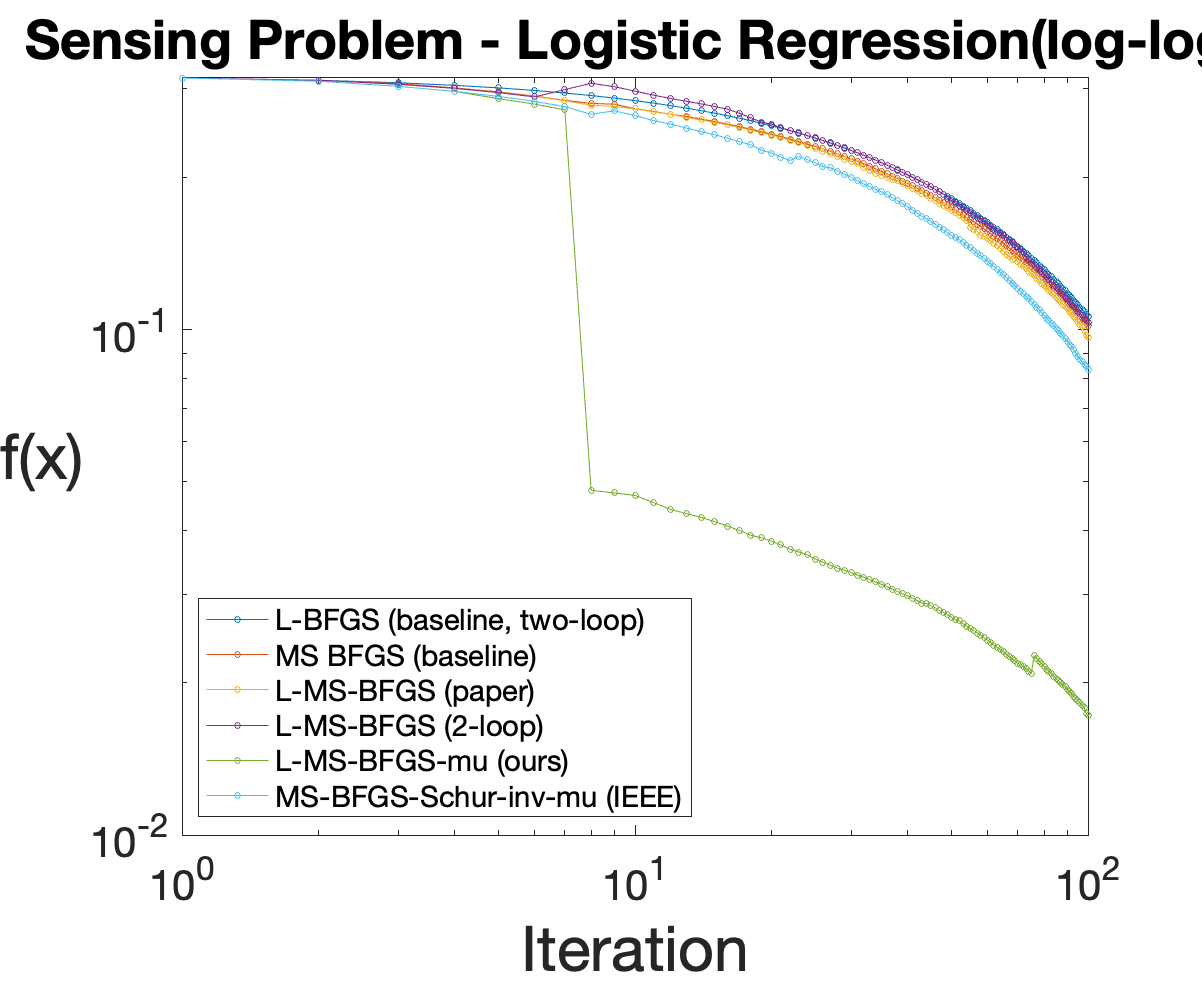 Sensing Problem - Logistic Regression(log-log
10^-1
f(x)
L-BFGS (baseline, two-loop)
MS BFGS (baseline)
L-MS-BFGS (paper)
L-MS-BFGS (2-loop)
L-MS-BFGS-mu (ours)
MS-BFGS-Schur-inv-mu (IEEE)
10^-2
10^0 10^1 10^2
Iteration